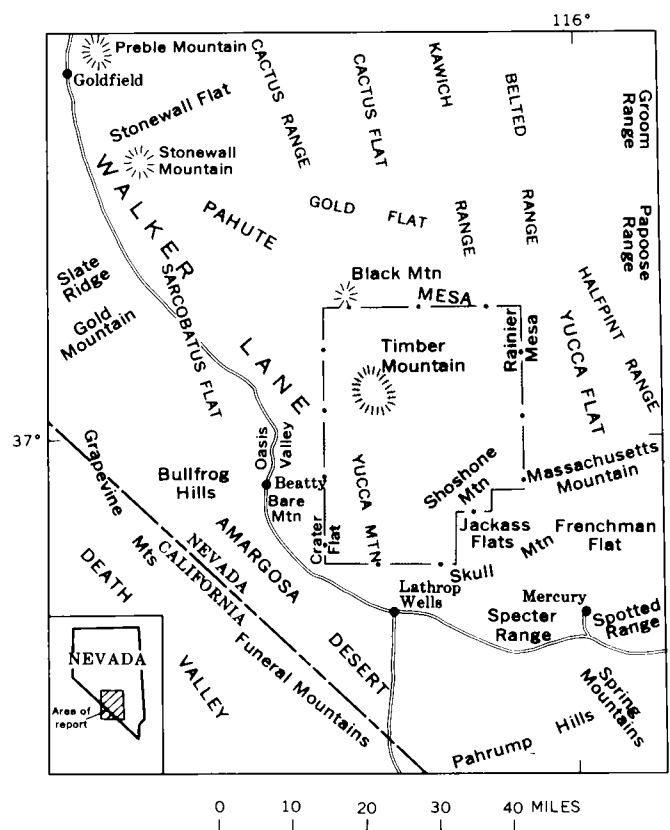 116°
Preble Mountain
Goldfield
CACTUS RANGE
CACTUS FLAT
KAWICH
RANGE
BELTED
RANGE
Groom
Range
Stonewall Flat
Stonewall
Mountain
WALKER
LANE
PAHUTE
MESA
GOLD FLAT
Papoose
Range
Slate
Ridge
Gold
Mountain
SARCOBATUS FLAT
Black Mtn
HALFPINT
RANGE
Timber
Mountain
Rainier
Mesa
YUCCA FLAT
37°
Grapevine
Mts
Bullfrog
Hills
Oasis
Valley
Beatty
Bare
Mtn
YUCCA MTN
Crater
Flat
Shoshone
Mtn
Massachusetts
Mountain
Jackass
Flats
Frenchman
Flat
Skull Mtn
DEATH
VALLEY
NEVADA
CALIFORNIA
AMARGOSA
DESERT
Lathrop
Wells
Mercury
Specter
Range
Spotted
Range
Funeral Mountains
Spring
Mountains
Pahrump Hills
NEVADA
Area of
report
0 10 20 30 40 MILES